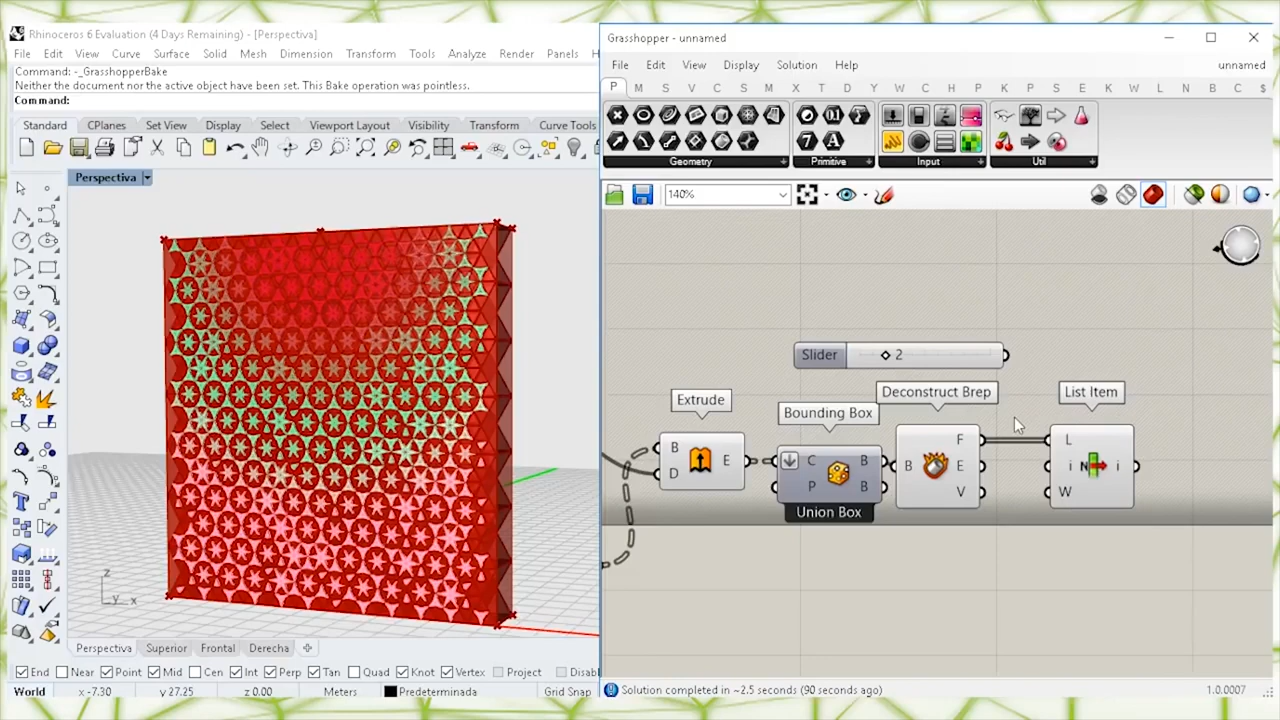 Rhinoceros 6 Evaluation (4 Days Remaining) - [Perspectiva]
File Edit View Curve Surface Solid Mesh Dimension Transform Tools Analyze Render Panels H
Command: -_GrasshopperBake
Neither the document nor the active object have been set. This Bake operation was pointless.
Command:
Standard CPlanes Set View Display Select Viewport Layout Visibility Transform Curve Tools
Perspectiva
z
y x
Perspectiva Superior Frontal Derecha
End Near Point Mid Cen Int Perp Tan Quad Knot Vertex Project Disabl
World x -7.30 y 27.25 z 0.00 Meters Predeterminada Grid Snap
Grasshopper - unnamed
File Edit View Display Solution Help unnamed
P M S V C S M X T D Y W L P K P S E K W L N B C $
Geometry Primitive Input Util
140%
Slider 2
Extrude
Bounding Box
Deconstruct Brep
List Item
B
D
E
C
P
B
B
Union Box
B
F
E
V
L
i
W
N
i
Solution completed in ~2.5 seconds (90 seconds ago) 1.0.0007